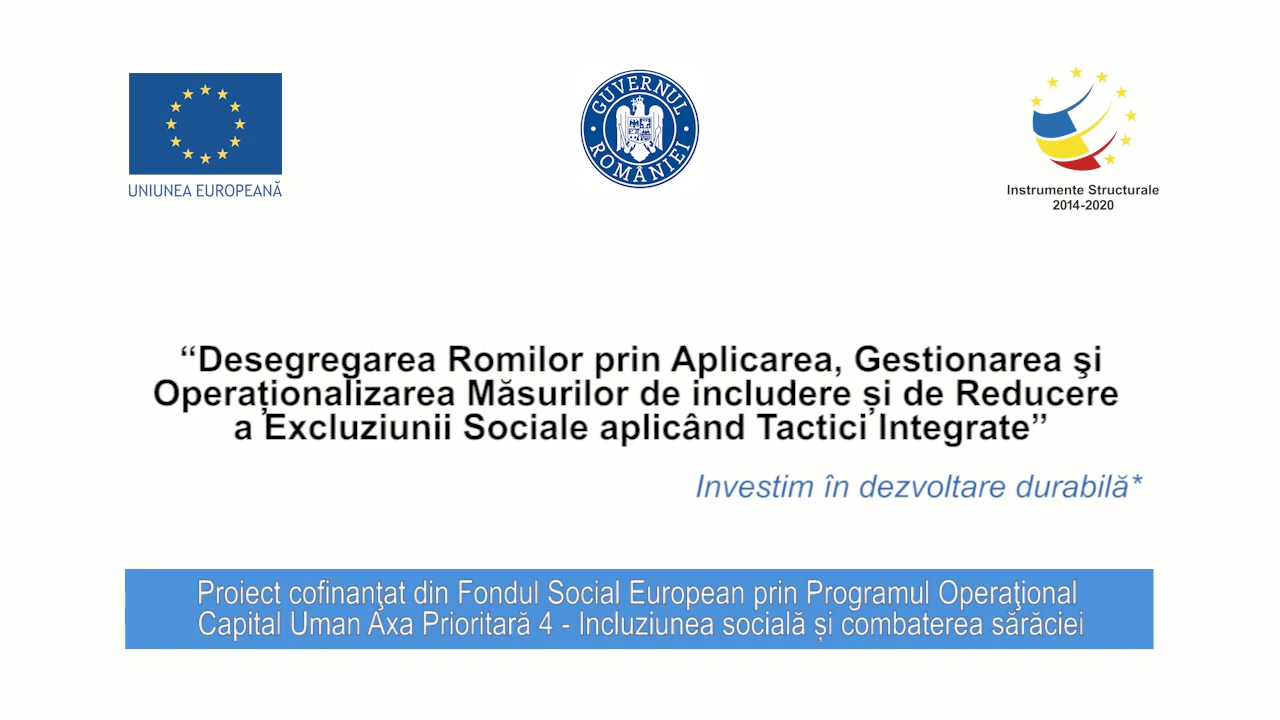 UNIUNEA EUROPEANĂ
GUVERNUL ROMÂNIEI
Instrumente Structurale
2014-2020
“Desegregarea Romilor prin Aplicarea, Gestionarea şi
Operaționalizarea Măsurilor de includere și de Reducere
a Excluziunii Sociale aplicând Tactici Integrate”
Investim în dezvoltare durabilă*
Proiect cofinanţat din Fondul Social European prin Programul Operaţional
Capital Uman Axa Prioritară 4 - Incluziunea socială și combaterea sărăciei